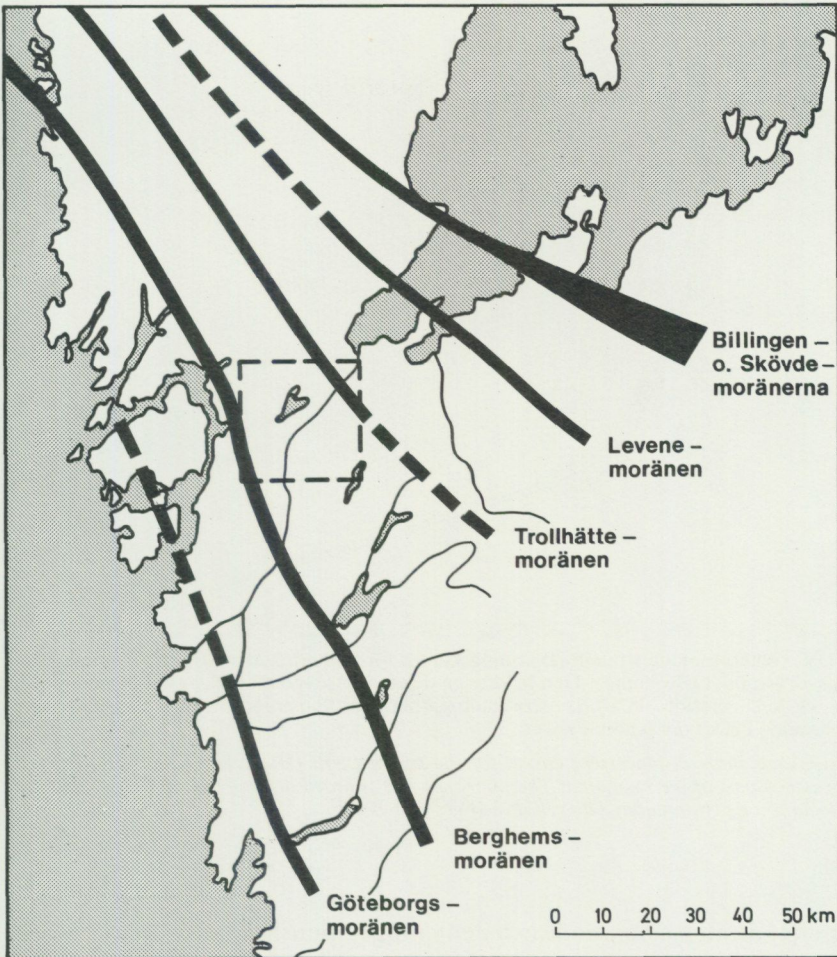 Billingen –
o. Skövde –
moränerna
Levene –
moränen
Trollhätte –
moränen
Berghems –
moränen
Göteborgs –
moränen
0 10 20 30 40 50 km